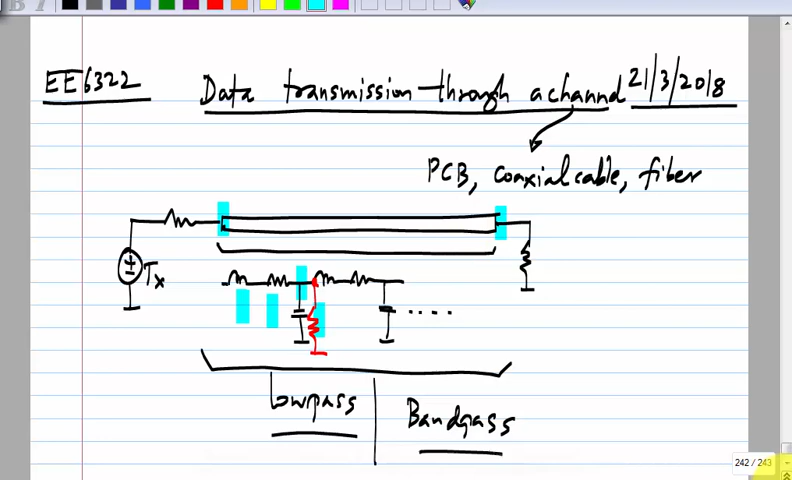 EE6322 Data transmission through a channel 21/3/2018
PCB, coaxial cable, fiber
Tx
Lowpass Bandpass
242 / 243